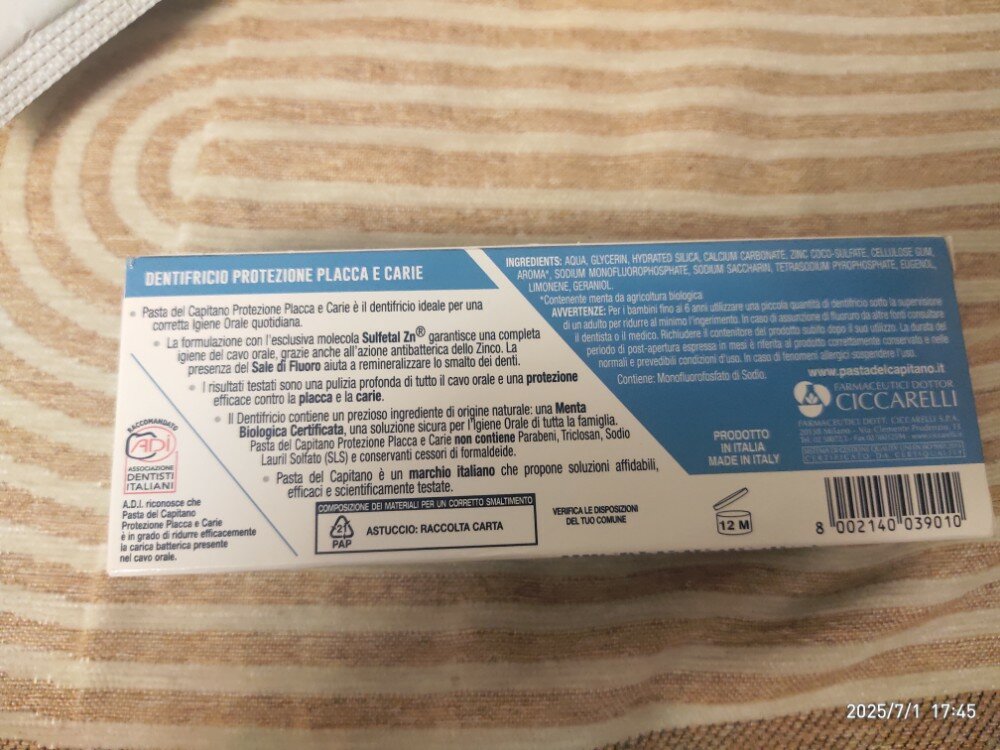 DENTIFRICIO PROTEZIONE PLACCA E CARIE
• Pasta del Capitano Protezione Placca e Carie è il dentifricio ideale per una
corretta Igiene Orale quotidiana.
• La formulazione con l'esclusiva molecola Sulfetal Zn® garantisce una completa
igiene del cavo orale, grazie anche all'azione antibatterica dello Zinco. La
presenza del Sale di Fluoro aiuta a remineralizzare lo smalto dei denti.
• I risultati testati sono una pulizia profonda di tutto il cavo orale e una protezione
efficace contro la placca e la carie.
• Il Dentifricio contiene un prezioso ingrediente di origine naturale: una Menta
Biologica Certificata, una soluzione sicura per l'Igiene Orale di tutta la famiglia.
Pasta del Capitano Protezione Placca e Carie non contiene Parabeni, Triclosan, Sodio
Lauril Solfato (SLS) e conservanti cessori di formaldeide.
• Pasta del Capitano è un marchio italiano che propone soluzioni affidabili,
efficaci e scientificamente testate.
RACCOMANDATO
ADI
ASSOCIAZIONE
DENTISTI
ITALIANI
A.D.I. riconosce che
Pasta del Capitano
Protezione Placca e Carie
è in grado di ridurre efficacemente
la carica batterica presente
nel cavo orale.
COMPOSIZIONE DEI MATERIALI PER UN CORRETTO SMALTIMENTO
21
PAP
ASTUCCIO: RACCOLTA CARTA
VERIFICA LE DISPOSIZIONI
DEL TUO COMUNE
INGREDIENTS: AQUA, GLYCERIN, HYDRATED SILICA, CALCIUM CARBONATE, ZINC COCO-SULFATE, CELLULOSE GUM,
AROMA*, SODIUM MONOFLUOROPHOSPHATE, SODIUM SACCHARIN, TETRASODIUM PYROPHOSPHATE, EUGENOL,
LIMONENE, GERANIOL.
*Contenente menta da agricoltura biologica
AVVERTENZE: Per i bambini fino ai 6 anni utilizzare una piccola quantità di dentifricio sotto la supervisione
di un adulto per ridurre al minimo l'ingerimento. In caso di assunzione di fluoruro da altre fonti consultare
il dentista o il medico. Richiudere il contenitore del prodotto subito dopo il suo utilizzo. La durata del
periodo di post-apertura espressa in mesi è riferita al prodotto correttamente conservato e nelle
normali e prevedibili condizioni d'uso. In caso di fenomeni allergici sospendere l'uso.
Contiene: Monofluorofosfato di Sodio.
www.pastadelcapitano.it
FARMACEUTICI DOTTOR
CICCARELLI
FARMACEUTICI DOTT. CICCARELLI S.P.A.
Milano - Via Clemente Prudenzio, 13
PRODOTTO
IN ITALIA
MADE IN ITALY
12 M
8 002140 039010
2025/7/1 17:45